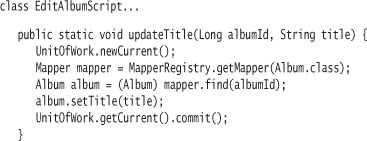 class EditAlbumScript...
public static void updateTitle(Long albumId, String title) {
UnitOfWork.newCurrent();
Mapper mapper = MapperRegistry.getMapper(Album.class);
Album album = (Album) mapper.find(albumId);
album.setTitle(title);
UnitOfWork.getCurrent().commit();
}